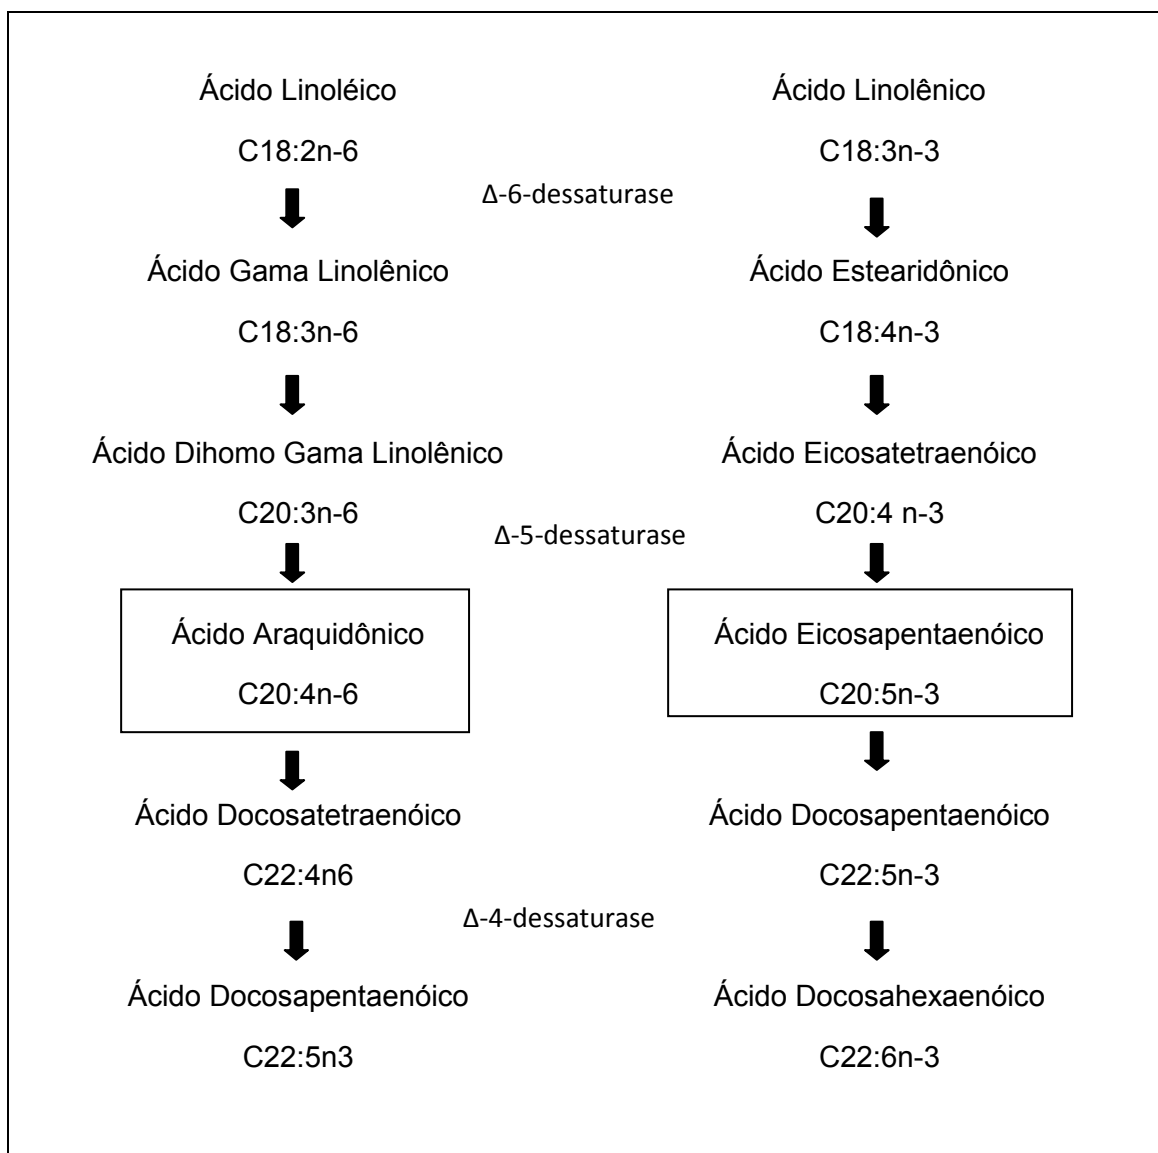 Ácido Linoléico
Ácido Linolênico
C18:2n-6
C18:3n-3
Δ-6-dessaturase
Ácido Gama Linolênico
Ácido Estearidônico
C18:3n-6
C18:4n-3
Ácido Dihomo Gama Linolênico
Ácido Eicosatetraenóico
C20:3n-6
C20:4 n-3
Δ-5-dessaturase
Ácido Araquidônico
Ácido Eicosapentaenóico
C20:4n-6
C20:5n-3
Ácido Docosatetraenóico
Ácido Docosapentaenóico
C22:4n6
C22:5n-3
Δ-4-dessaturase
Ácido Docosapentaenóico
Ácido Docosahexaenóico
C22:5n3
C22:6n-3